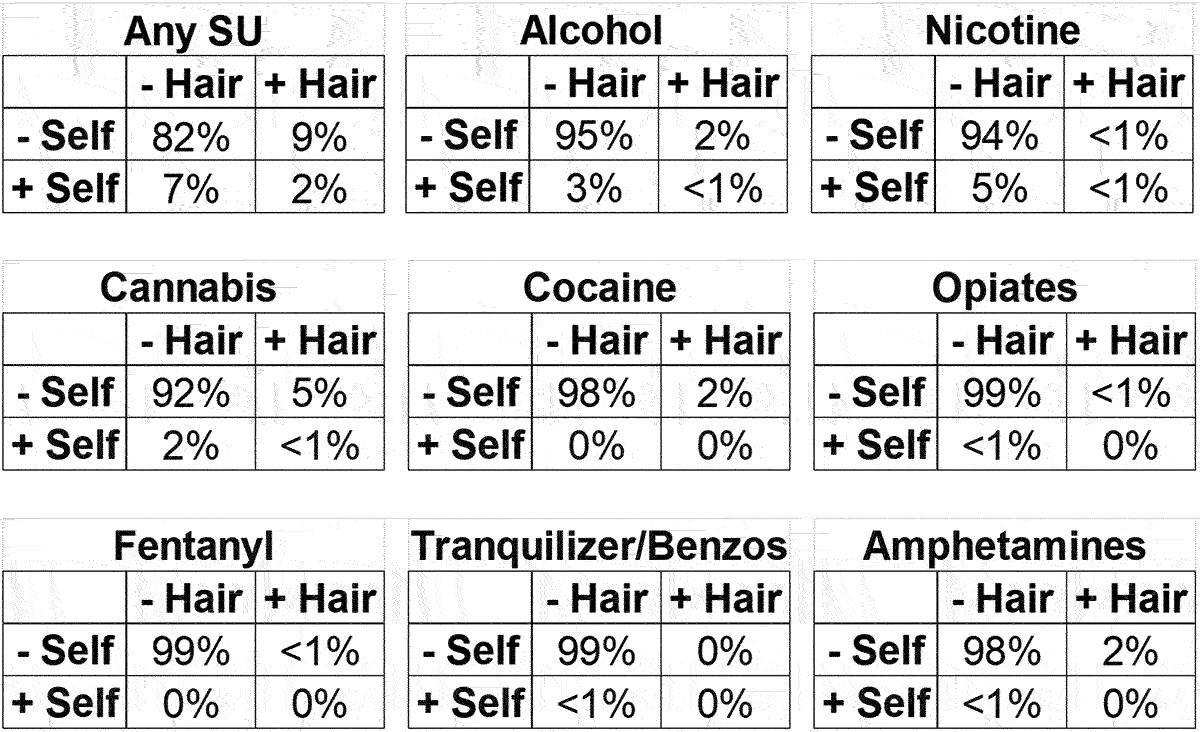 Any SU Alcohol Nicotine
- Hair + Hair - Hair + Hair - Hair + Hair
- Self 82% 9% - Self 95% 2% - Self 94% <1%
+ Self 7% 2% + Self 3% <1% + Self 5% <1%
Cannabis Cocaine Opiates
- Hair + Hair - Hair + Hair - Hair + Hair
- Self 92% 5% - Self 98% 2% - Self 99% <1%
+ Self 2% <1% + Self 0% 0% + Self <1% 0%
Fentanyl Tranquilizer/Benzos Amphetamines
- Hair + Hair - Hair + Hair - Hair + Hair
- Self 99% <1% - Self 99% 0% - Self 98% 2%
+ Self 0% 0% + Self <1% 0% + Self <1% 0%